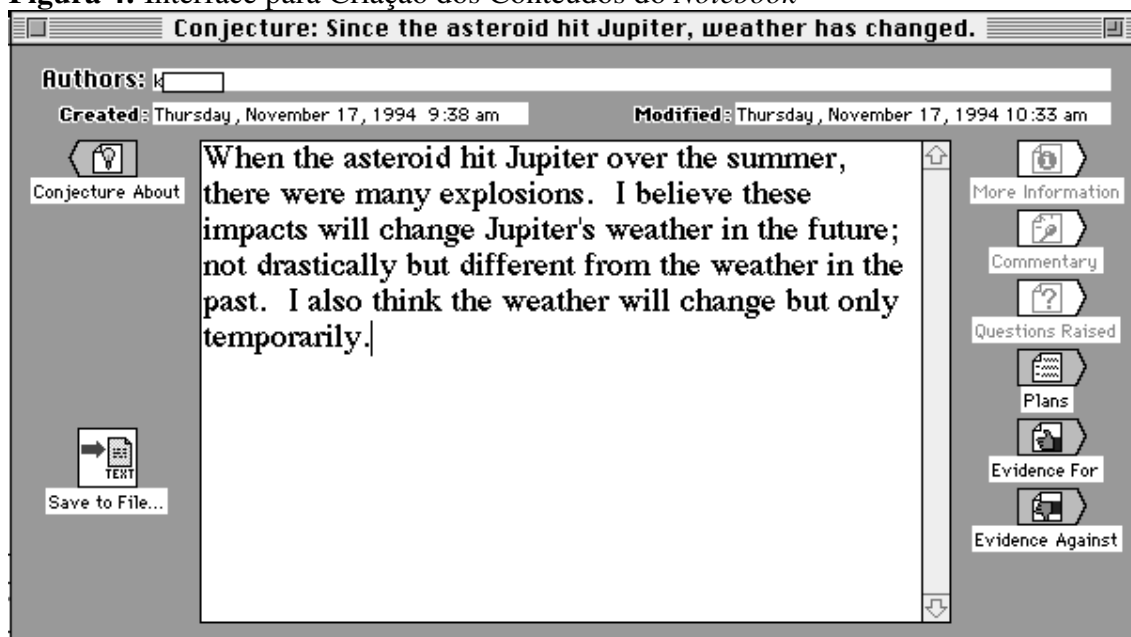 Figura 4: Interface para Criação dos Conteúdos do Notebook
Conjecture: Since the asteroid hit Jupiter, weather has changed.
Authors: k
Created: Thursday, November 17, 1994 9:38 am
Modified: Thursday, November 17, 1994 10:33 am
Conjecture About
When the asteroid hit Jupiter over the summer,
there were many explosions. I believe these
impacts will change Jupiter's weather in the future;
not drastically but different from the weather in the
past. I also think the weather will change but only
temporarily.
TEXT
Save to File...
More Information
Commentary
Questions Raised
Plans
Evidence For
Evidence Against